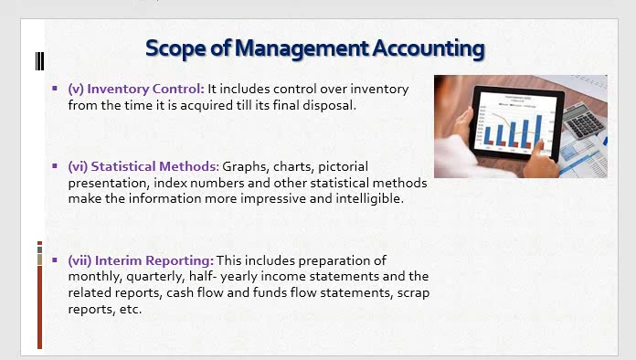 Scope of Management Accounting
(v) Inventory Control: It includes control over inventory
from the time it is acquired till its final disposal.
(vi) Statistical Methods: Graphs, charts, pictorial
presentation, index numbers and other statistical methods
make the information more impressive and intelligible.
(vii) Interim Reporting: This includes preparation of
monthly, quarterly, half- yearly income statements and the
related reports, cash flow and funds flow statements, scrap
reports, etc.